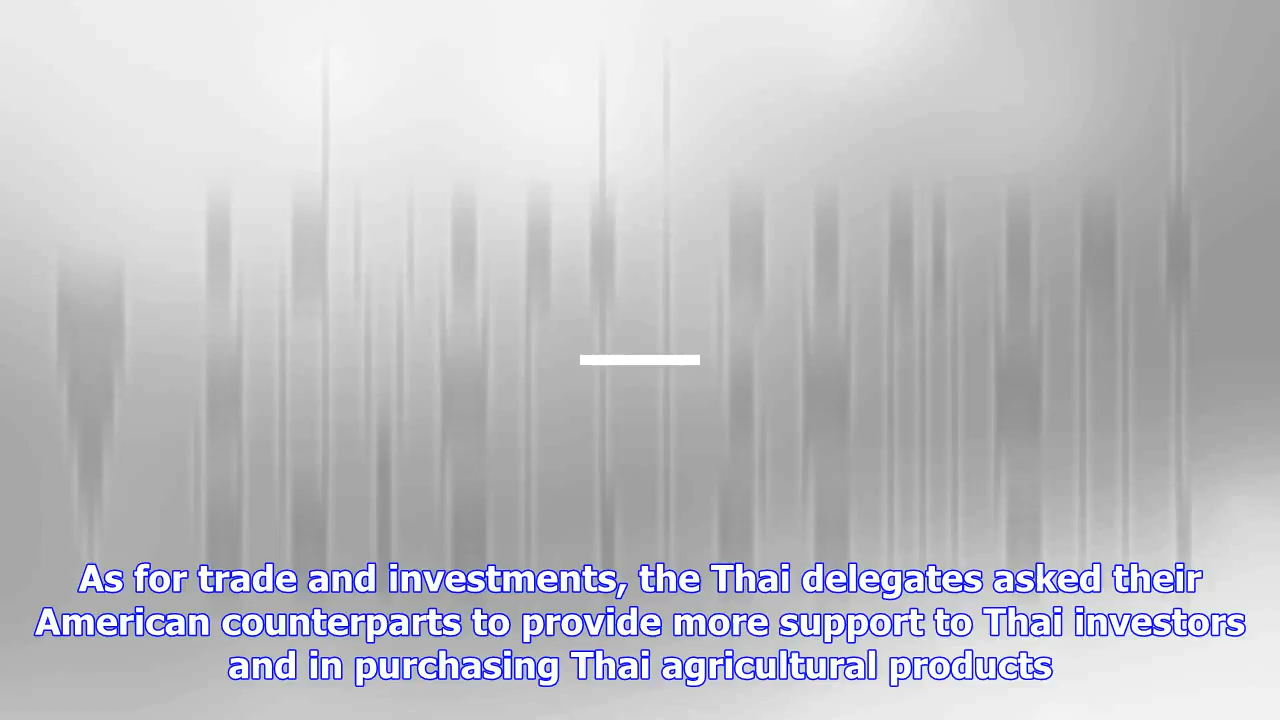 As for trade and investments, the Thai delegates asked their
American counterparts to provide more support to Thai investors
and in purchasing Thai agricultural products